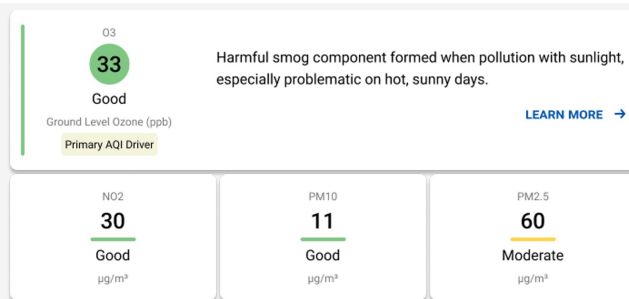 O3
33
Good
Ground Level Ozone (ppb)
Primary AQI Driver
Harmful smog component formed when pollution with sunlight,
especially problematic on hot, sunny days.
LEARN MORE →
NO2
30
Good
µg/m³
PM10
11
Good
µg/m³
PM2.5
60
Moderate
µg/m³